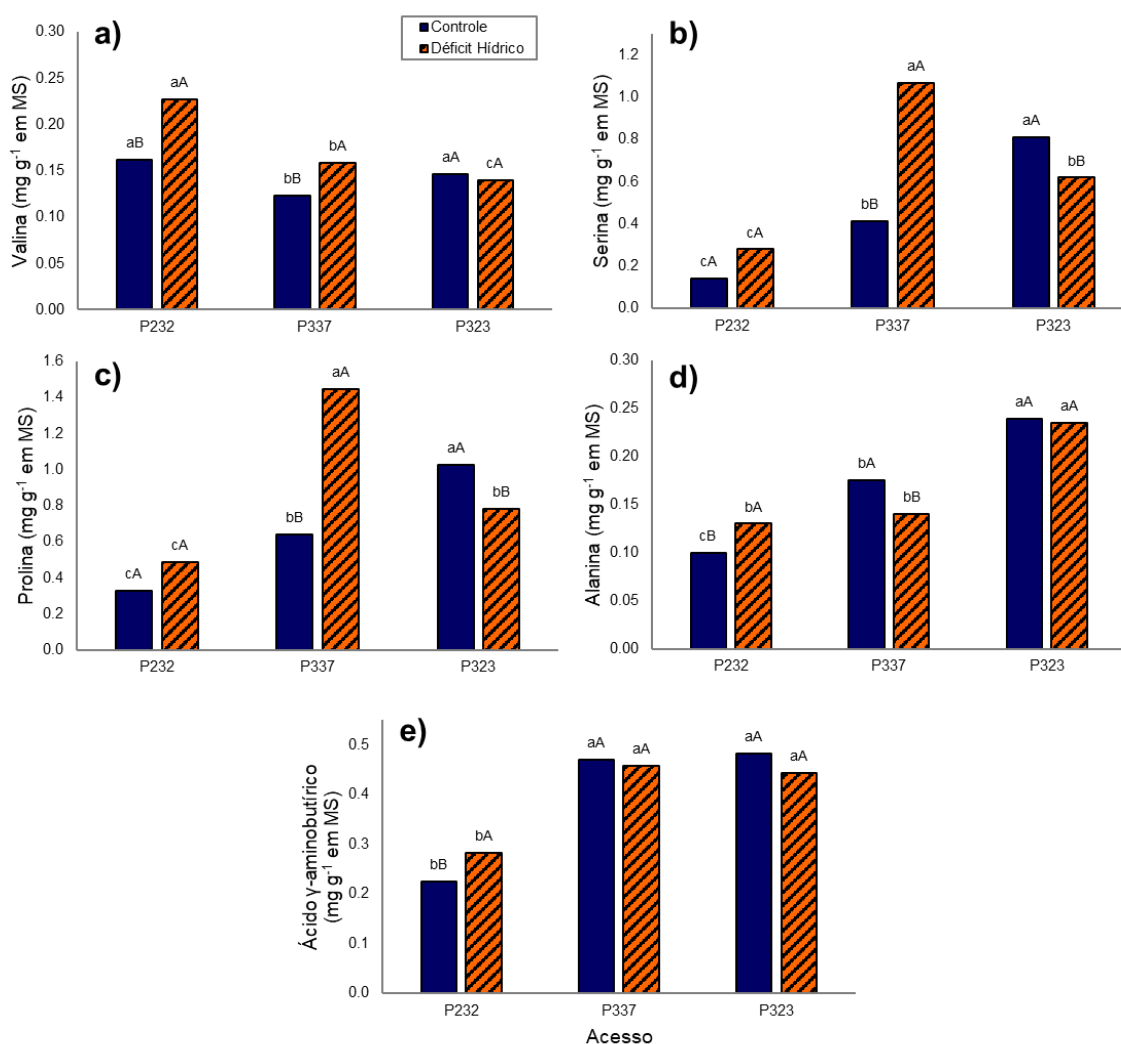 a)
Controle
Déficit Hídrico
Valina (mg g⁻¹ em MS)
0.30
0.25
0.20
0.15
0.10
0.05
0.00
aB
aA
bB
bA
aA
cA
P232
P337
P323
b)
Serina (mg g⁻¹ em MS)
1.2
1.0
0.8
0.6
0.4
0.2
0.0
cA
cA
bB
aA
aA
bB
P232
P337
P323
c)
Prolina (mg g⁻¹ em MS)
1.6
1.4
1.2
1.0
0.8
0.6
0.4
0.2
0.0
cA
cA
bB
aA
aA
bB
P232
P337
P323
d)
Alanina (mg g⁻¹ em MS)
0.30
0.25
0.20
0.15
0.10
0.05
0.00
cB
bA
bA
bB
aA
aA
P232
P337
P323
e)
Ácido γ-aminobutírico
(mg g⁻¹ em MS)
0.5
0.4
0.3
0.2
0.1
0.0
bB
bA
aA
aA
aA
aA
P232
P337
P323
Acesso